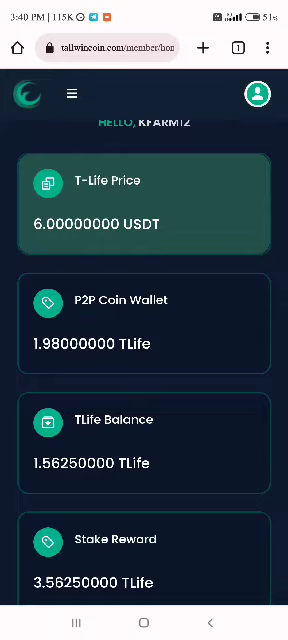 3:40 PM | 115K
51%
tallwincoin.com/member/hon
1
HELLO, KFARM12
T-Life Price
6.00000000 USDT
P2P Coin Wallet
1.98000000 TLife
TLife Balance
1.56250000 TLife
Stake Reward
3.56250000 TLife